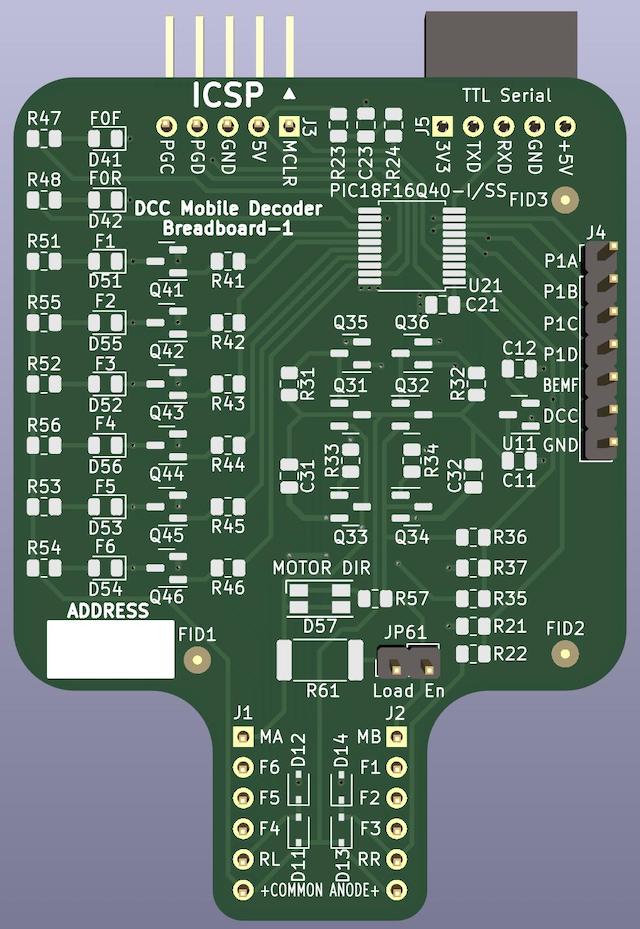 ICSP
TTL Serial
PGC
PGD
GND
5V
MCLR
J3
R23
C23
R24
J5
3V3
TXD
RXD
GND
+5V
R47
F0F
D41
R48
F0R
D42
DCC Mobile Decoder
Breadboard-1
PIC18F16Q40-I/SS
FID3
U21
C21
J4
P1A
P1B
P1C
P1D
BEMF
DCC
GND
R51
F1
D51
Q41
R41
R55
F2
D55
Q42
R42
R52
F3
D52
Q43
R43
R56
F4
D56
Q44
R44
R53
F5
D53
Q45
R45
R54
F6
D54
Q46
R46
Q35
Q36
R31
Q31
Q32
R32
C12
U11
C11
C31
R33
R34
C32
Q33
Q34
R36
R37
R35
R21
R22
MOTOR DIR
D57
R57
ADDRESS
FID1
R61
JP61
Load En
FID2
J1
J2
MA
D12
D14
MB
F6
F1
F5
F2
F4
F3
RL
D11
D13
RR
+COMMON ANODE+